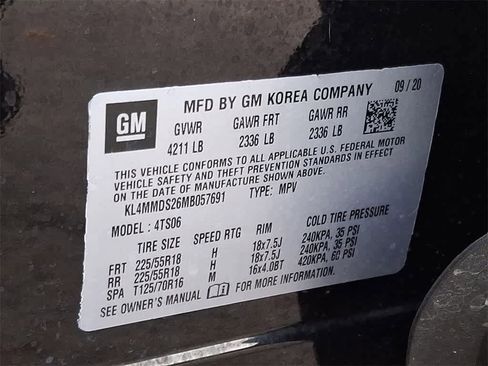 GM
MFD BY GM KOREA COMPANY 09/20
GVWR GAWR FRT GAWR RR
4211 LB 2336 LB 2336 LB
THIS VEHICLE CONFORMS TO ALL APPLICABLE U.S. FEDERAL MOTOR
VEHICLE SAFETY AND THEFT PREVENTION STANDARDS IN EFFECT
ON THE DATE OF MANUFACTURE SHOWN ABOVE.
KL4MMDS26MB057691 TYPE: MPV
MODEL: 4TS06
TIRE SIZE SPEED RTG RIM COLD TIRE PRESSURE
FRT 225/55R18 H 18x7.5J 240KPA, 35 PSI
RR 225/55R18 H 18x7.5J 240KPA, 35 PSI
SPA T125/70R16 M 16x4.0BT 420KPA, 60 PSI
SEE OWNER'S MANUAL FOR MORE INFORMATION